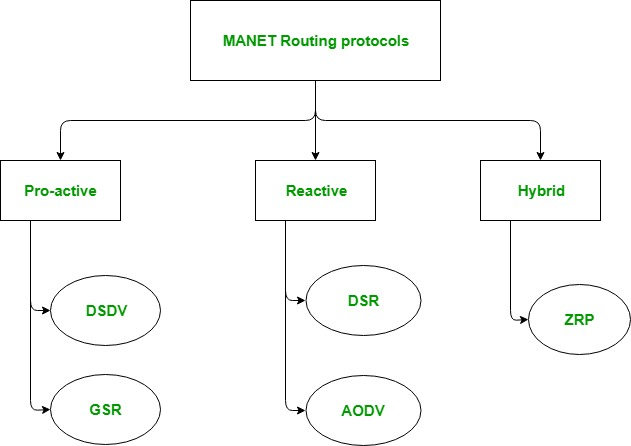 MANET Routing protocols
Pro-active
Reactive
Hybrid
DSDV
DSR
ZRP
GSR
AODV